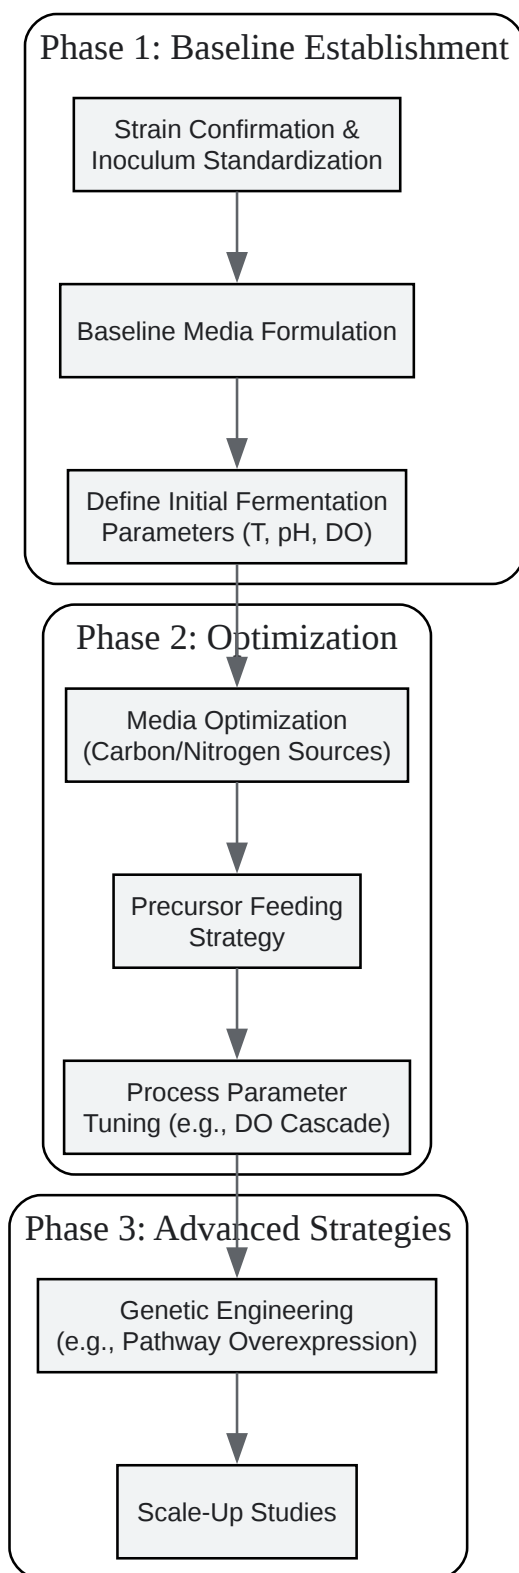 Phase 1: Baseline Establishment
Strain Confirmation &
Inoculum Standardization
Baseline Media Formulation
Define Initial Fermentation
Parameters (T, pH, DO)
Phase 2: Optimization
Media Optimization
(Carbon/Nitrogen Sources)
Precursor Feeding
Strategy
Process Parameter
Tuning (e.g., DO Cascade)
Phase 3: Advanced Strategies
Genetic Engineering
(e.g., Pathway Overexpression)
Scale-Up Studies